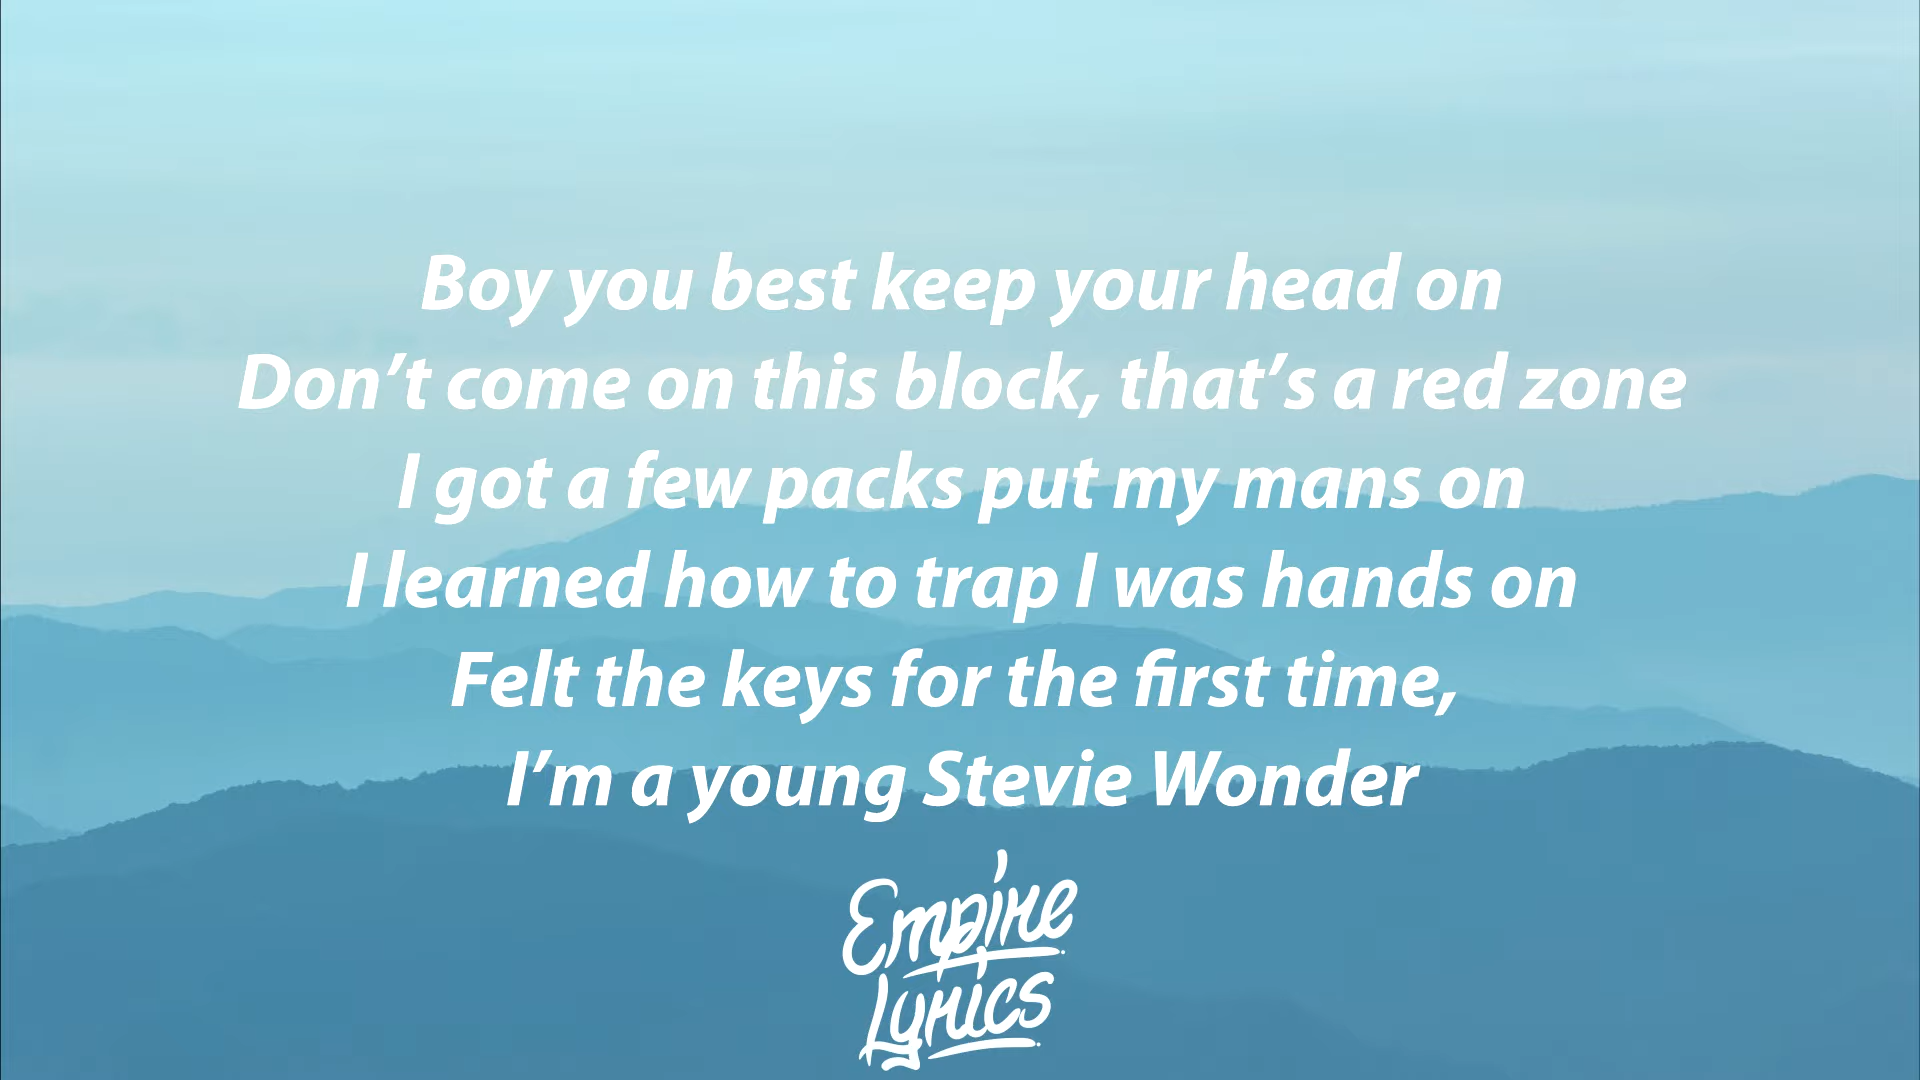 Boy you best keep your head on
Don’t come on this block, that’s a red zone
I got a few packs put my mans on
I learned how to trap I was hands on
Felt the keys for the first time,
I’m a young Stevie Wonder
Empire
Lyrics